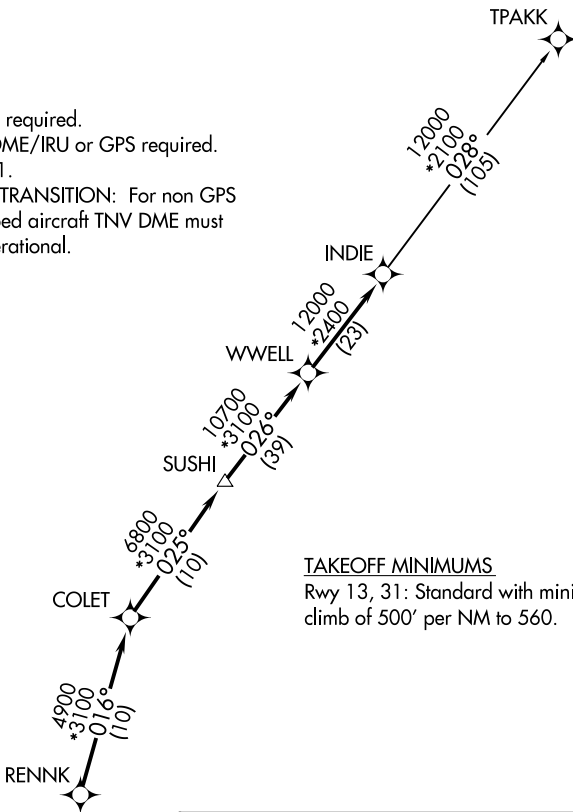 TPAKK
required.
DME/IRU or GPS required.
1.
TRANSITION: For non GPS
ped aircraft TNV DME must
erational.
12000
*2100
028°
(105)
INDIE
12000
*2400
(23)
WWELL
10700
*3100
026°
(39)
SUSHI
6800
*3100
025°
(10)
TAKEOFF MINIMUMS
Rwy 13, 31: Standard with mini
climb of 500' per NM to 560.
COLET
4900
*3100
016°
(10)
RENNK